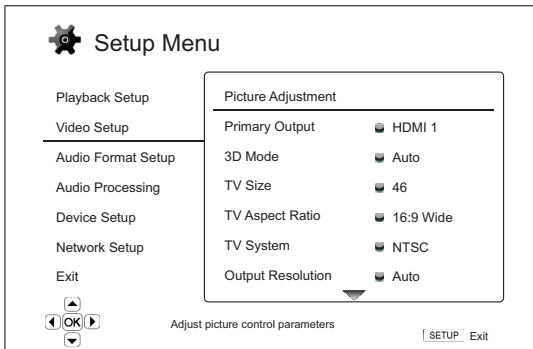 Setup Menu
Playback Setup
Video Setup
Audio Format Setup
Audio Processing
Device Setup
Network Setup
Exit
Picture Adjustment
Primary Output HDMI 1
3D Mode Auto
TV Size 46
TV Aspect Ratio 16:9 Wide
TV System NTSC
Output Resolution Auto
OK
Adjust picture control parameters
SETUP Exit